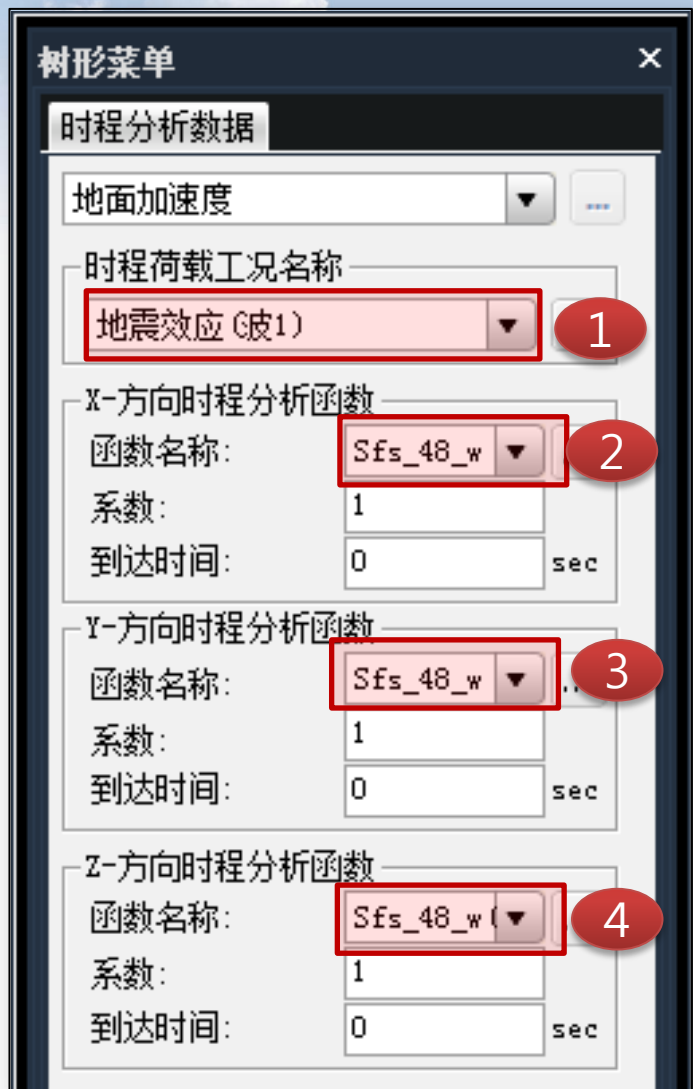 树形菜单 ×
时程分析数据
地面加速度 ...
时程荷载工况名称
地震效应(波1) 1
X-方向时程分析函数
函数名称: Sfs_48_w 2
系数: 1
到达时间: 0 sec
Y-方向时程分析函数
函数名称: Sfs_48_w 3
系数: 1
到达时间: 0 sec
Z-方向时程分析函数
函数名称: Sfs_48_w( 4
系数: 1
到达时间: 0 sec